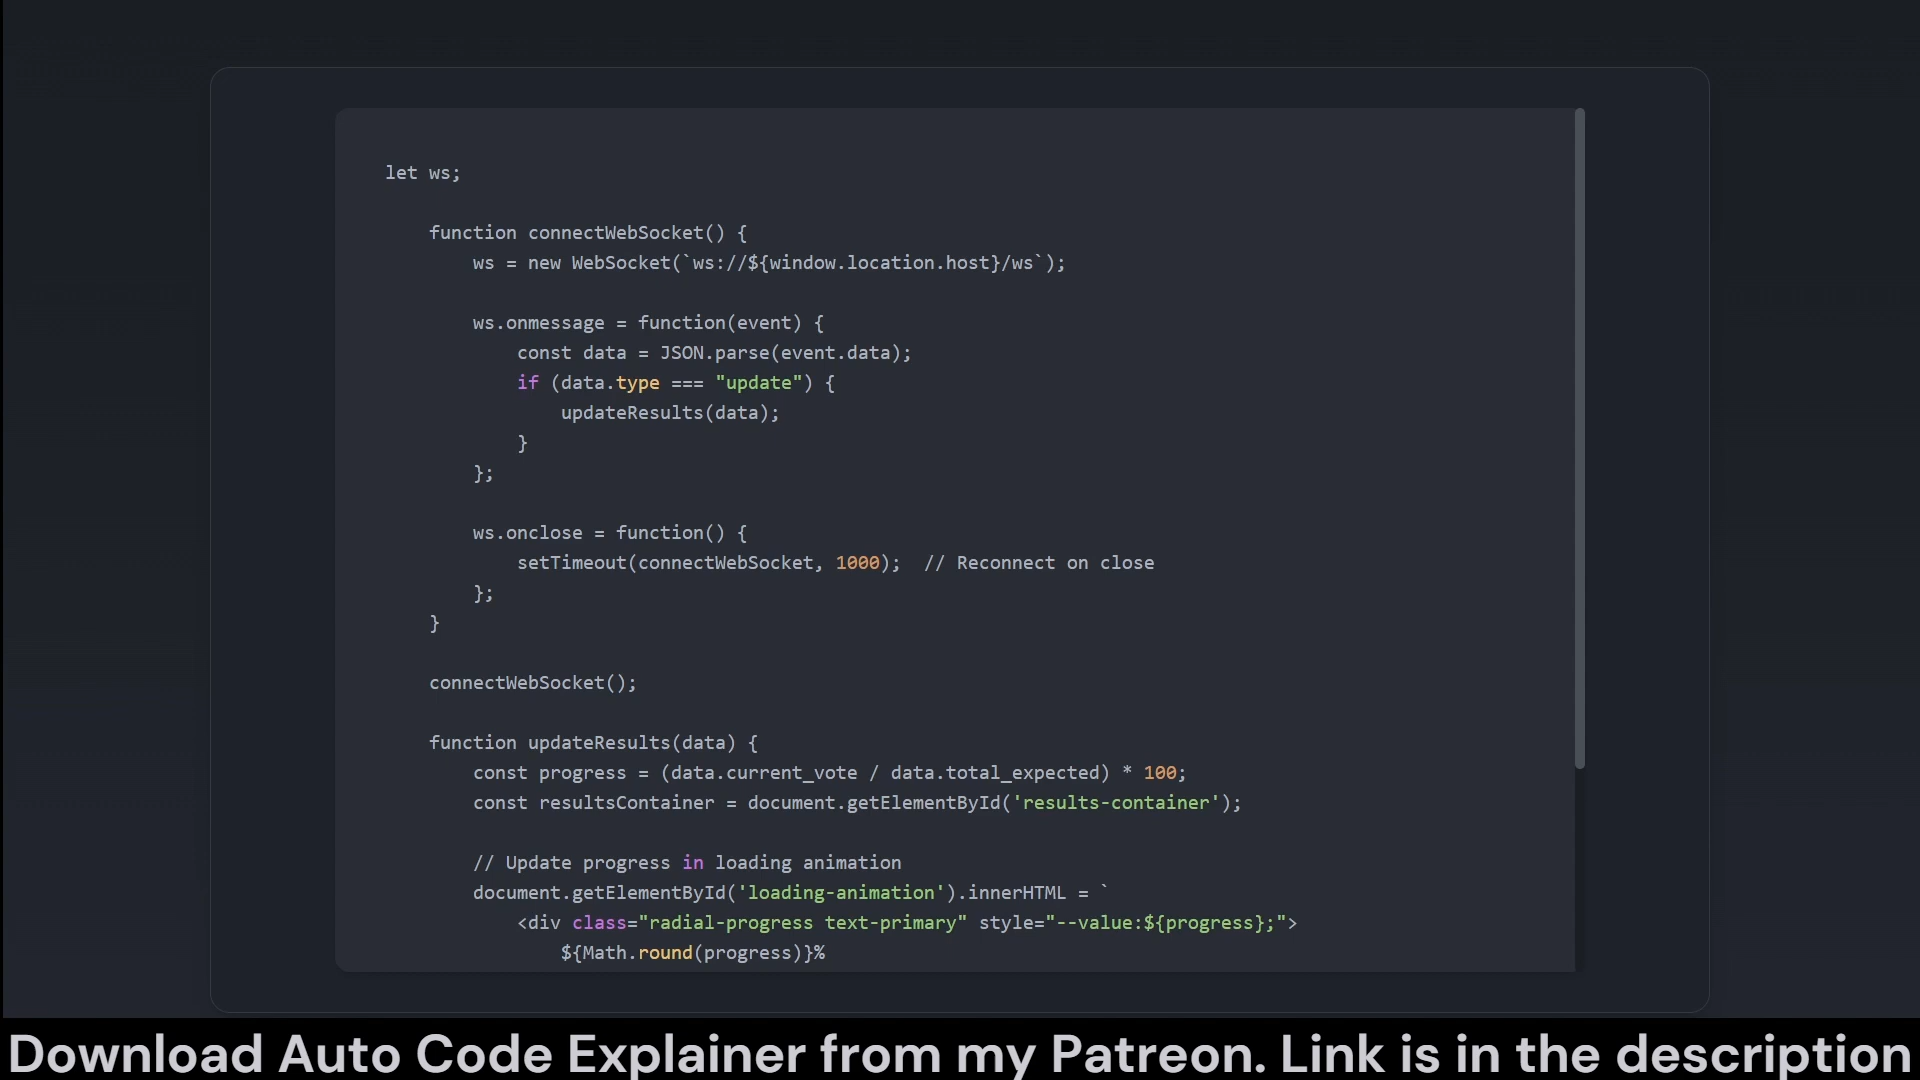 let ws;
function connectWebSocket() {
ws = new WebSocket(`ws://${window.location.host}/ws`);
ws.onmessage = function(event) {
const data = JSON.parse(event.data);
if (data.type === "update") {
updateResults(data);
}
};
ws.onclose = function() {
setTimeout(connectWebSocket, 1000);  // Reconnect on close
};
}
connectWebSocket();
function updateResults(data) {
const progress = (data.current_vote / data.total_expected) * 100;
const resultsContainer = document.getElementById('results-container');
// Update progress in loading animation
document.getElementById('loading-animation').innerHTML = `
<div class="radial-progress text-primary" style="--value:${progress};">
${Math.round(progress)}%
Download Auto Code Explainer from my Patreon. Link is in the description